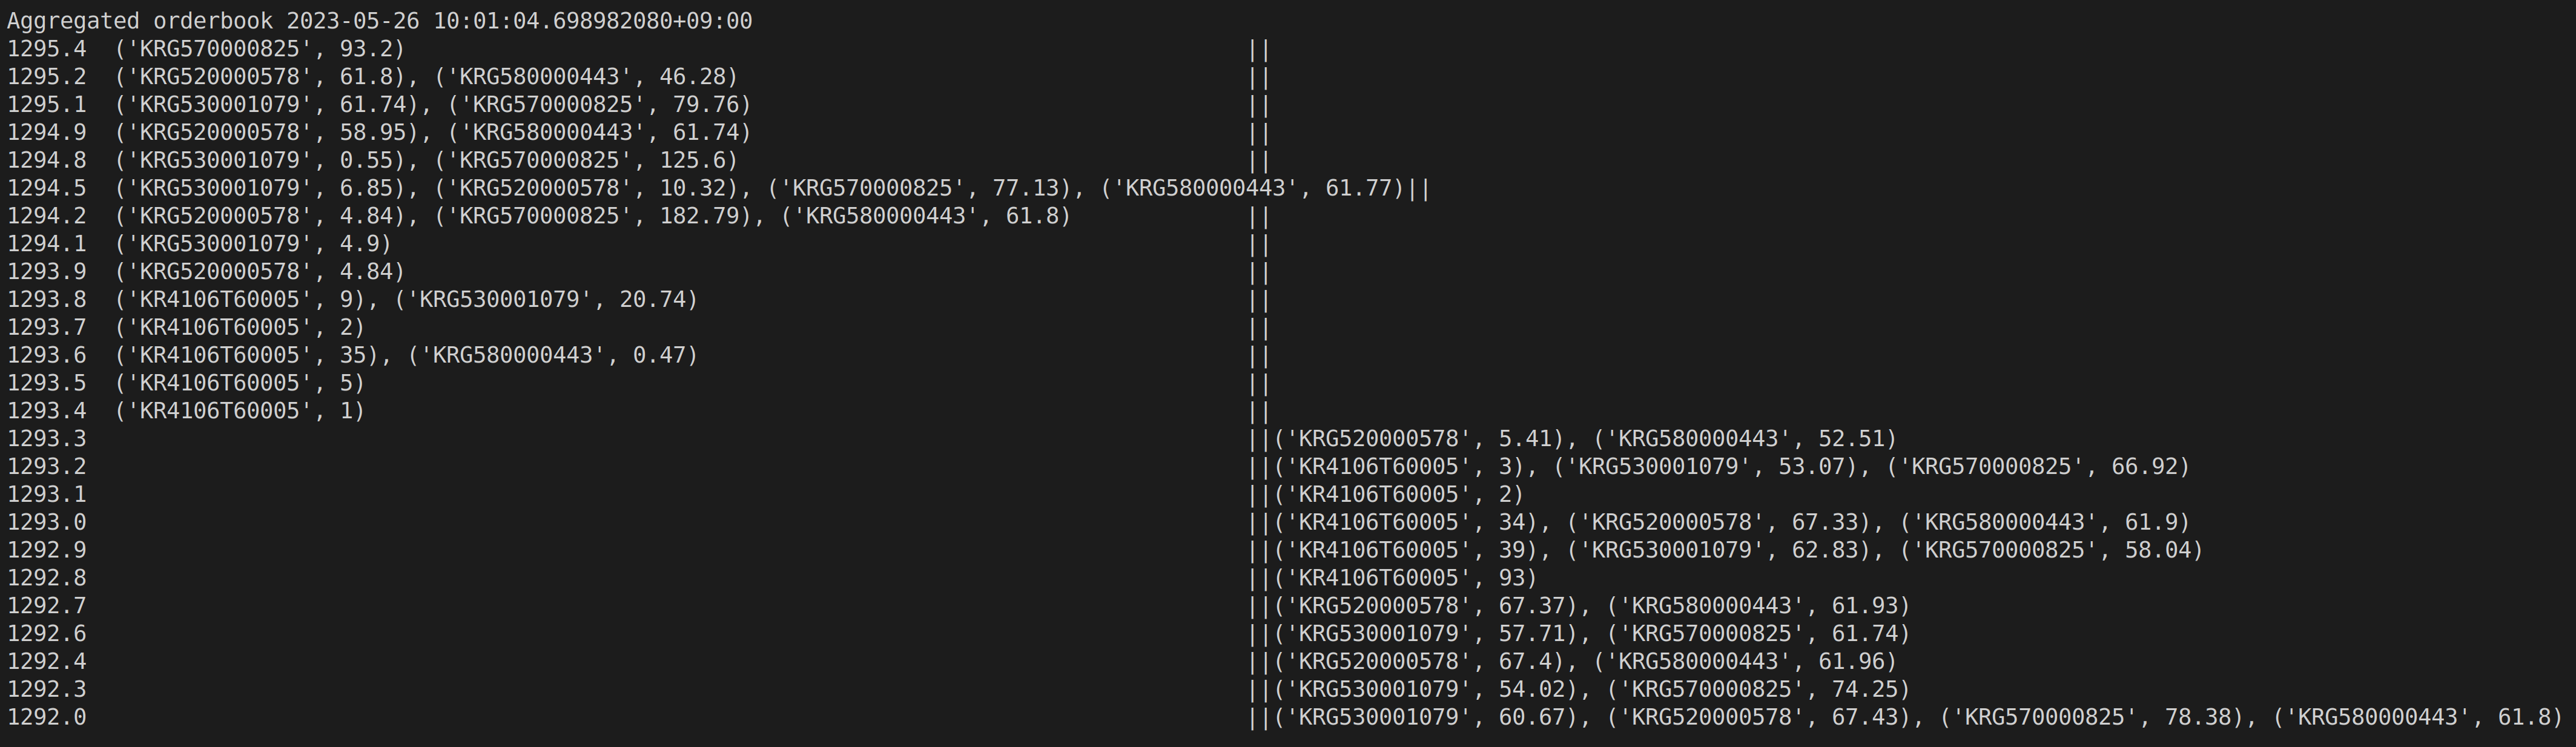 Aggregated orderbook 2023-05-26 10:01:04.698982080+09:00
1295.4  ('KRG570000825', 93.2) ||
1295.2  ('KRG520000578', 61.8), ('KRG580000443', 46.28) ||
1295.1  ('KRG530001079', 61.74), ('KRG570000825', 79.76) ||
1294.9  ('KRG520000578', 58.95), ('KRG580000443', 61.74) ||
1294.8  ('KRG530001079', 0.55), ('KRG570000825', 125.6) ||
1294.5  ('KRG530001079', 6.85), ('KRG520000578', 10.32), ('KRG570000825', 77.13), ('KRG580000443', 61.77)||
1294.2  ('KRG520000578', 4.84), ('KRG570000825', 182.79), ('KRG580000443', 61.8) ||
1294.1  ('KRG530001079', 4.9) ||
1293.9  ('KRG520000578', 4.84) ||
1293.8  ('KR4106T60005', 9), ('KRG530001079', 20.74) ||
1293.7  ('KR4106T60005', 2) ||
1293.6  ('KR4106T60005', 35), ('KRG580000443', 0.47) ||
1293.5  ('KR4106T60005', 5) ||
1293.4  ('KR4106T60005', 1) ||
1293.3 ||('KRG520000578', 5.41), ('KRG580000443', 52.51)
1293.2 ||('KR4106T60005', 3), ('KRG530001079', 53.07), ('KRG570000825', 66.92)
1293.1 ||('KR4106T60005', 2)
1293.0 ||('KR4106T60005', 34), ('KRG520000578', 67.33), ('KRG580000443', 61.9)
1292.9 ||('KR4106T60005', 39), ('KRG530001079', 62.83), ('KRG570000825', 58.04)
1292.8 ||('KR4106T60005', 93)
1292.7 ||('KRG520000578', 67.37), ('KRG580000443', 61.93)
1292.6 ||('KRG530001079', 57.71), ('KRG570000825', 61.74)
1292.4 ||('KRG520000578', 67.4), ('KRG580000443', 61.96)
1292.3 ||('KRG530001079', 54.02), ('KRG570000825', 74.25)
1292.0 ||('KRG530001079', 60.67), ('KRG520000578', 67.43), ('KRG570000825', 78.38), ('KRG580000443', 61.8)